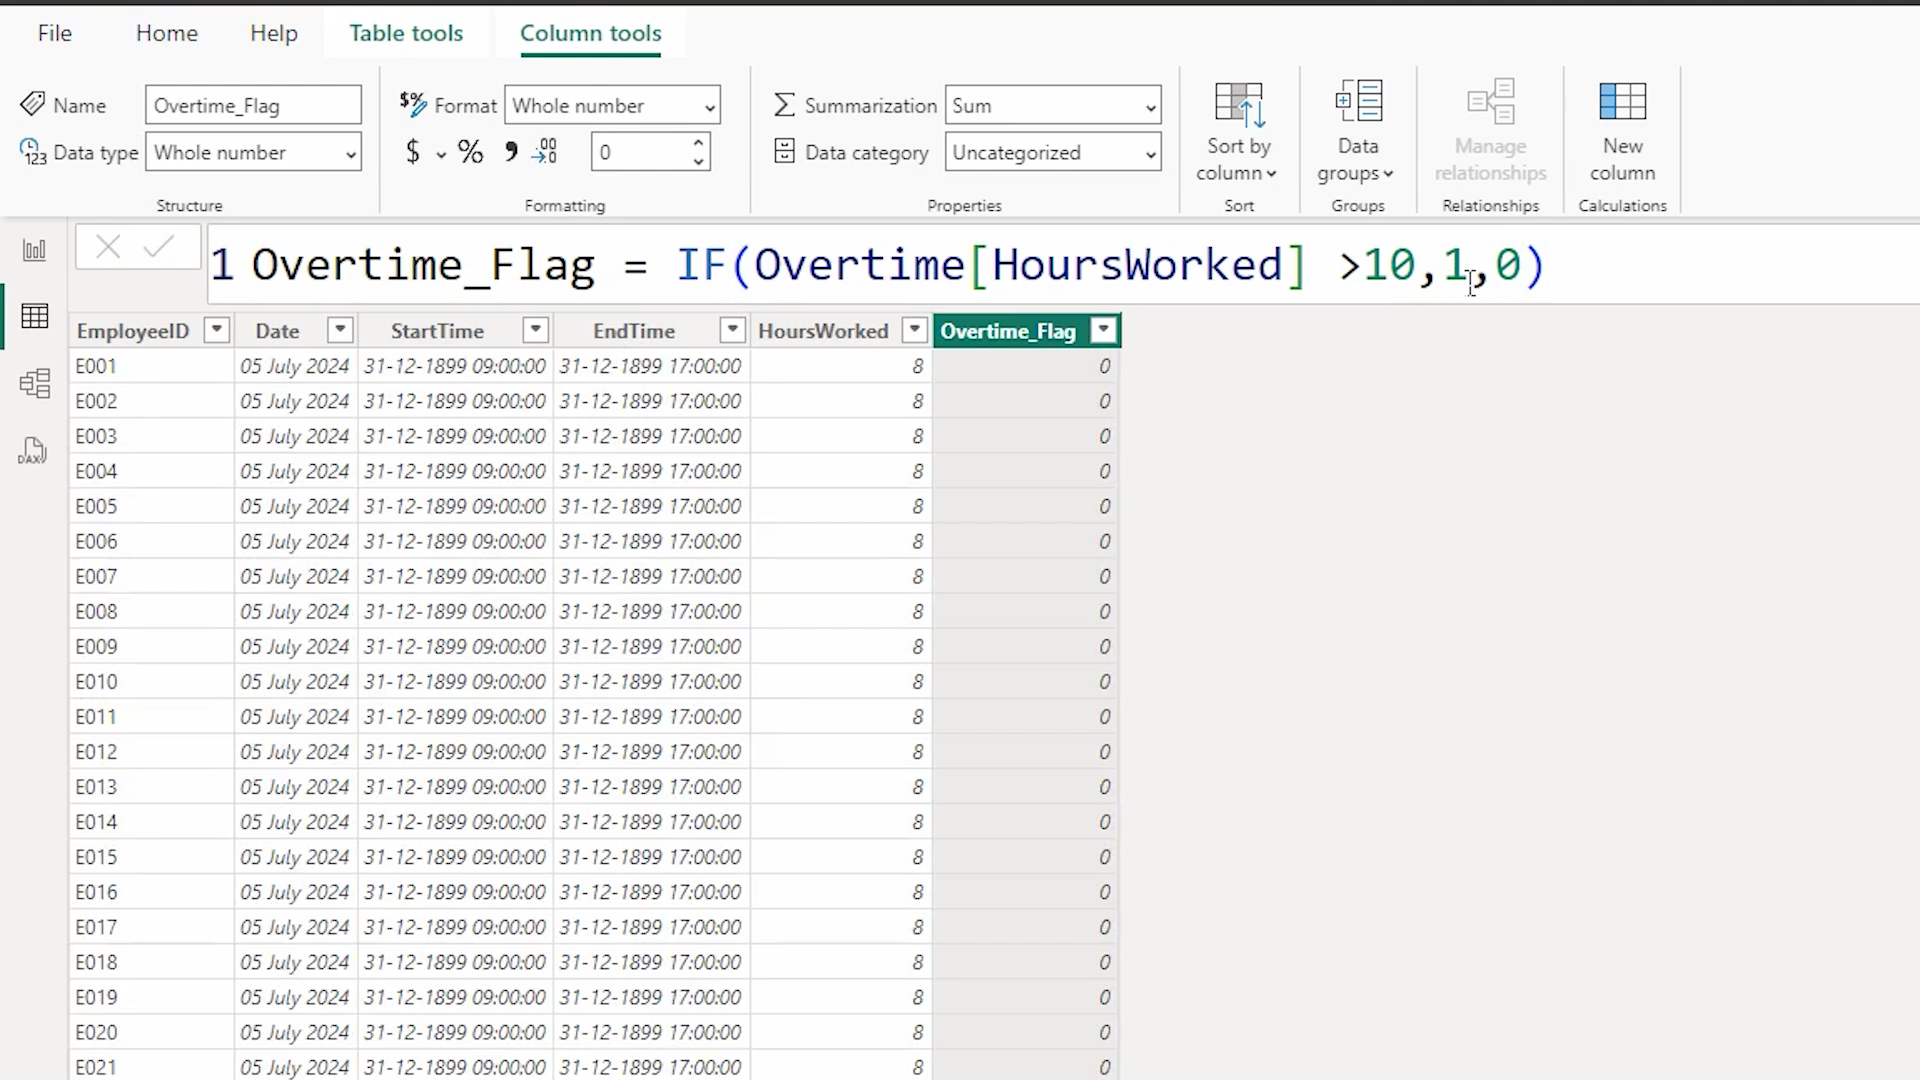 File Home Help Table tools Column tools
Name Overtime_Flag $% Format Whole number Summarization Sum
123 Data type Whole number $ % , .00 →.0 0 Data category Uncategorized
Sort by column Data groups Manage relationships New column
Structure Formatting Properties Sort Groups Relationships Calculations
1 Overtime_Flag = IF(Overtime[HoursWorked] >10,1,0)
DAX
EmployeeID Date StartTime EndTime HoursWorked Overtime_Flag
E001 05 July 2024 31-12-1899 09:00:00 31-12-1899 17:00:00 8 0
E002 05 July 2024 31-12-1899 09:00:00 31-12-1899 17:00:00 8 0
E003 05 July 2024 31-12-1899 09:00:00 31-12-1899 17:00:00 8 0
E004 05 July 2024 31-12-1899 09:00:00 31-12-1899 17:00:00 8 0
E005 05 July 2024 31-12-1899 09:00:00 31-12-1899 17:00:00 8 0
E006 05 July 2024 31-12-1899 09:00:00 31-12-1899 17:00:00 8 0
E007 05 July 2024 31-12-1899 09:00:00 31-12-1899 17:00:00 8 0
E008 05 July 2024 31-12-1899 09:00:00 31-12-1899 17:00:00 8 0
E009 05 July 2024 31-12-1899 09:00:00 31-12-1899 17:00:00 8 0
E010 05 July 2024 31-12-1899 09:00:00 31-12-1899 17:00:00 8 0
E011 05 July 2024 31-12-1899 09:00:00 31-12-1899 17:00:00 8 0
E012 05 July 2024 31-12-1899 09:00:00 31-12-1899 17:00:00 8 0
E013 05 July 2024 31-12-1899 09:00:00 31-12-1899 17:00:00 8 0
E014 05 July 2024 31-12-1899 09:00:00 31-12-1899 17:00:00 8 0
E015 05 July 2024 31-12-1899 09:00:00 31-12-1899 17:00:00 8 0
E016 05 July 2024 31-12-1899 09:00:00 31-12-1899 17:00:00 8 0
E017 05 July 2024 31-12-1899 09:00:00 31-12-1899 17:00:00 8 0
E018 05 July 2024 31-12-1899 09:00:00 31-12-1899 17:00:00 8 0
E019 05 July 2024 31-12-1899 09:00:00 31-12-1899 17:00:00 8 0
E020 05 July 2024 31-12-1899 09:00:00 31-12-1899 17:00:00 8 0
E021 05 July 2024 31-12-1899 09:00:00 31-12-1899 17:00:00 8 0